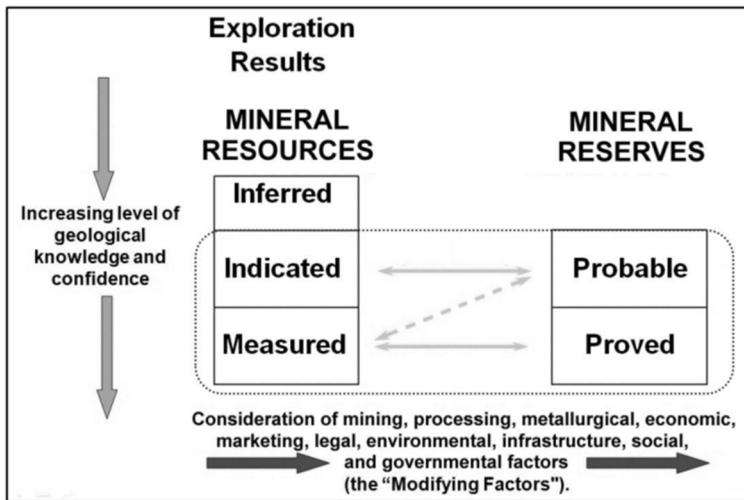 Exploration
Results
MINERAL
RESOURCES
MINERAL
RESERVES
Inferred
Increasing level of
geological
knowledge and
confidence
Indicated
Probable
Measured
Proved
Consideration of mining, processing, metallurgical, economic,
marketing, legal, environmental, infrastructure, social,
and governmental factors
(the “Modifying Factors").